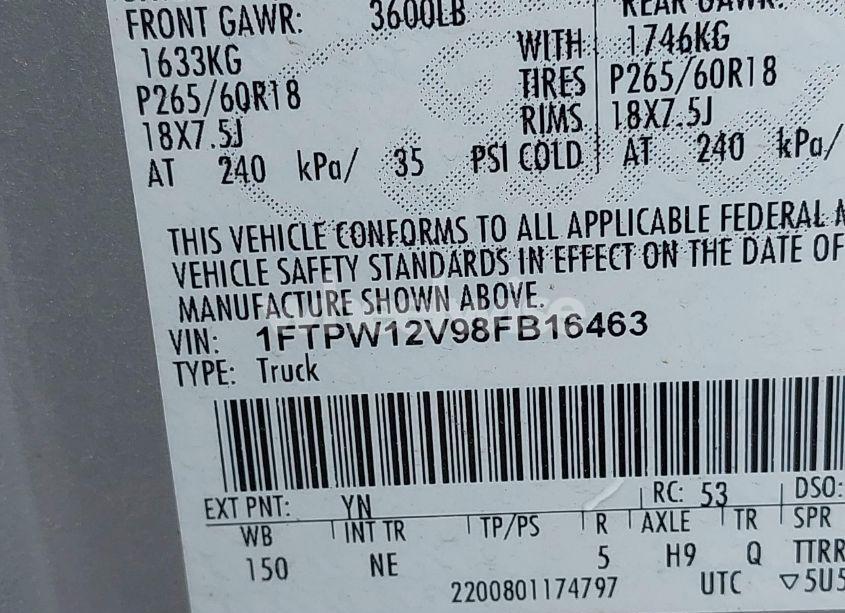 FRONT GAWR: 3600LB REAR GAWR:
1633KG WITH 1746KG
P265/60R18 TIRES P265/60R18
18X7.5J RIMS 18X7.5J
AT 240 kPa/ 35 PSI COLD AT 240 kPa/
THIS VEHICLE CONFORMS TO ALL APPLICABLE FEDERAL
VEHICLE SAFETY STANDARDS IN EFFECT ON THE DATE OF
MANUFACTURE SHOWN ABOVE.
VIN: 1FTPW12V98FB16463
TYPE: Truck
EXT PNT: YN RC: 53 DSO:
WB INT TR TP/PS R AXLE TR SPR
150 NE 5 H9 Q TTRR
2200801174797 UTC ▽5U5